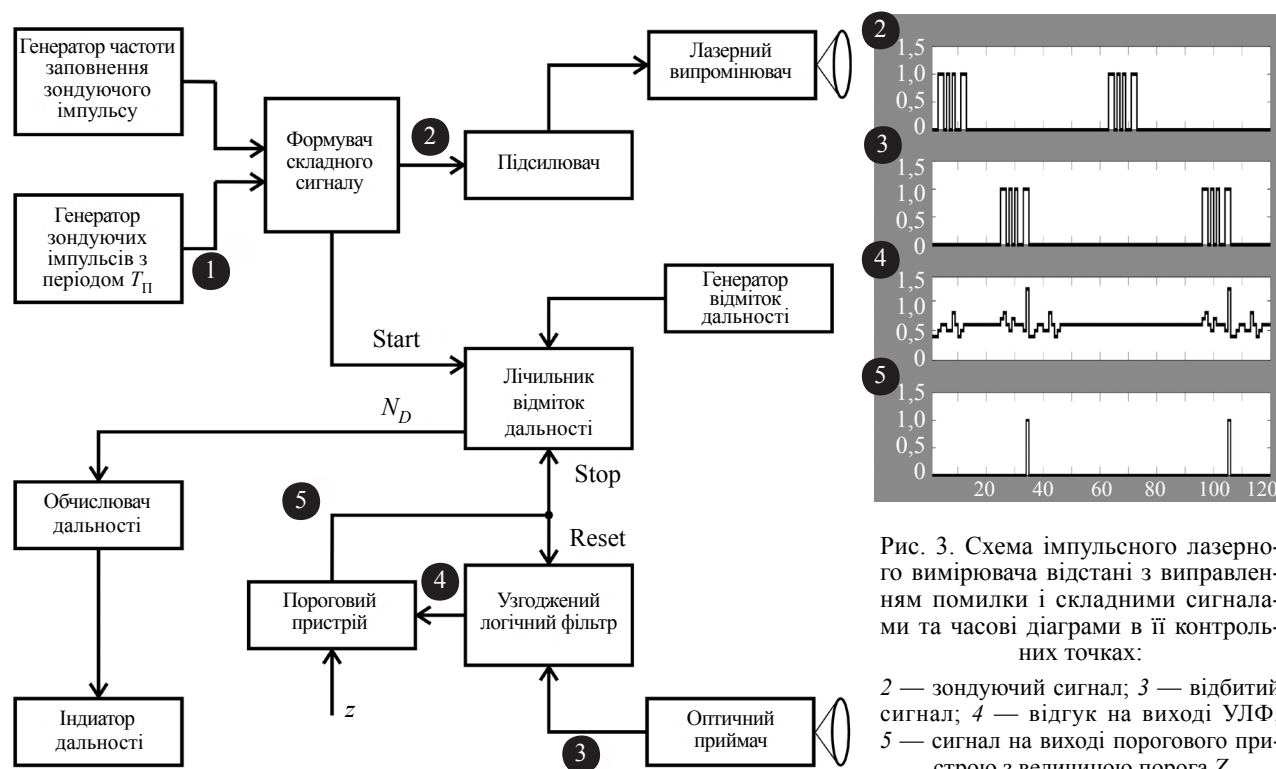 Генератор частоти
заповнення
зондуючого
імпульсу
Генератор
зондуючих
імпульсів з
періодом TП
1
Формувач
складного
сигналу
2
Підсилювач
Лазерний
випромінювач
Генератор
відміток
дальності
Start
Лічильник
відміток
дальності
ND
Stop
Обчислювач
дальності
5
Reset
Пороговий
пристрій
4
Узгоджений
логічний фільтр
z
Індиатор
дальності
3
Оптичний
приймач
2
1,5
1,0
0,5
0
3
1,5
1,0
0,5
0
4
1,5
1,0
0,5
0
5
1,5
1,0
0,5
0
20 40 60 80 100 120
Рис. 3. Схема імпульсного лазерно-
го вимірювача відстані з виправлен-
ням помилки і складними сигнала-
ми та часові діаграми в її контроль-
них точках:
2 — зондуючий сигнал; 3 — відбитий
сигнал; 4 — відгук на виході УЛФ;
5 — сигнал на виході порогового при-
строю з величиною порога Z